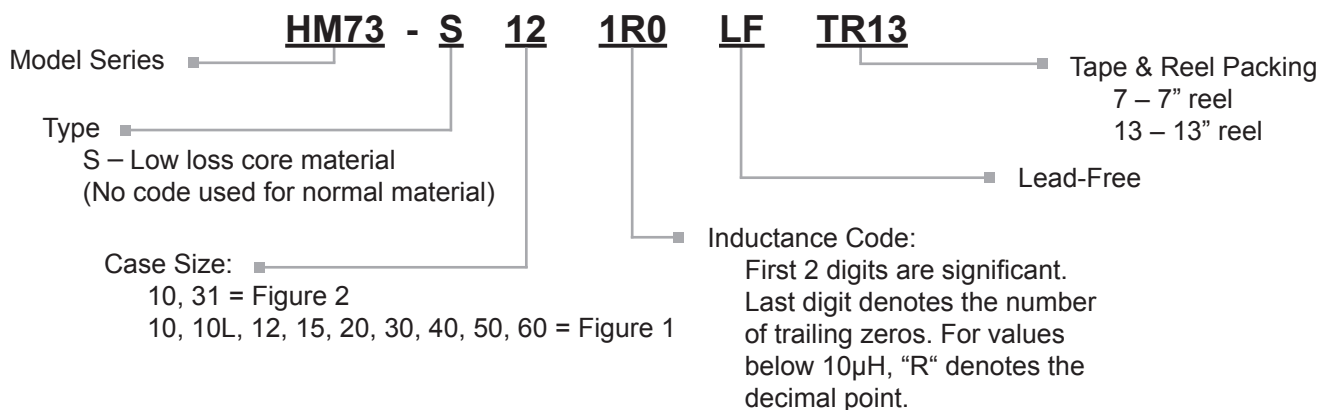 HM73 - S 12 1R0 LF TR13
Model Series
Tape & Reel Packing
7 – 7” reel
13 – 13” reel
Type
S – Low loss core material
(No code used for normal material)
Lead-Free
Inductance Code:
First 2 digits are significant.
Last digit denotes the number
of trailing zeros. For values
below 10µH, “R“ denotes the
decimal point.
Case Size:
10, 31 = Figure 2
10, 10L, 12, 15, 20, 30, 40, 50, 60 = Figure 1